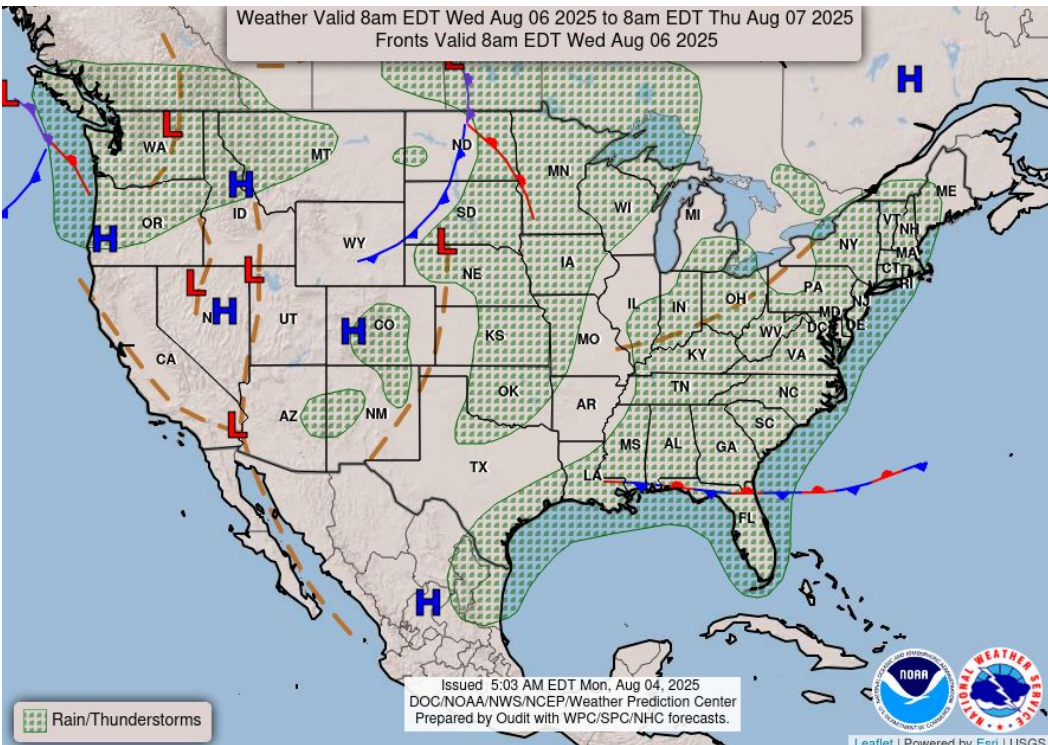 Weather Valid 8am EDT Wed Aug 06 2025 to 8am EDT Thu Aug 07 2025
Fronts Valid 8am EDT Wed Aug 06 2025
L
H
L
L
WA
MT
ND
MN
ME
VT
NH
H
ID
OR
SD
WI
MI
NY
MA
CT
RI
H
WY
L
NE
IA
PA
NJ
L
L
H
UT
H
CO
KS
MO
IL
IN
OH
WV
MD
DE
DC
VA
KY
CA
AZ
NM
OK
AR
TN
NC
SC
L
TX
LA
MS
AL
GA
FL
H
Issued 5:03 AM EDT Mon, Aug 04, 2025
DOC/NOAA/NWS/NCEP/Weather Prediction Center
Prepared by Oudit with WPC/SPC/NHC forecasts.
Rain/Thunderstorms
NOAA
NATIONAL WEATHER SERVICE
Leaflet | Powered by Esri | USGS